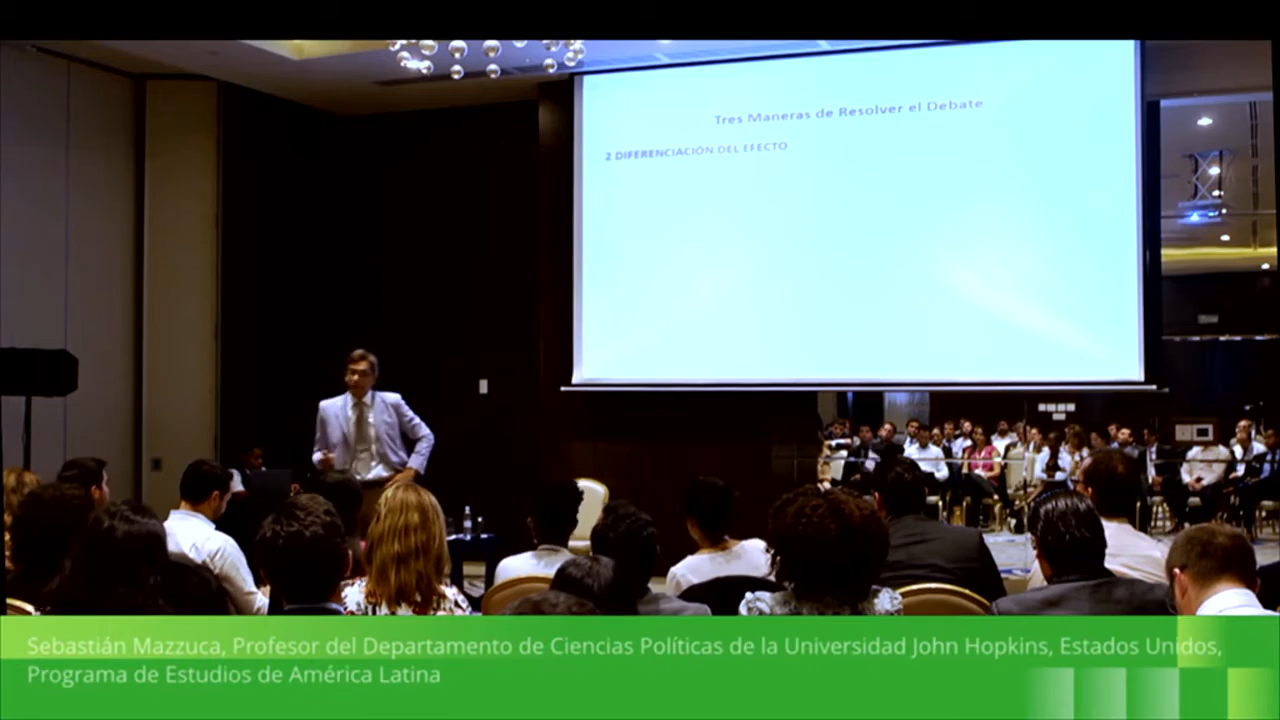 Tres Maneras de Resolver el Debate
2 DIFERENCIACIÓN DEL EFECTO
Sebastián Mazzuca, Profesor del Departamento de Ciencias Políticas de la Universidad John Hopkins, Estados Unidos,
Programa de Estudios de América Latina